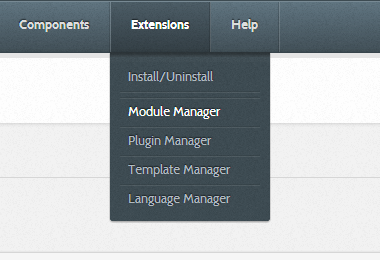 Components Extensions Help
Install/Uninstall
Module Manager
Plugin Manager
Template Manager
Language Manager